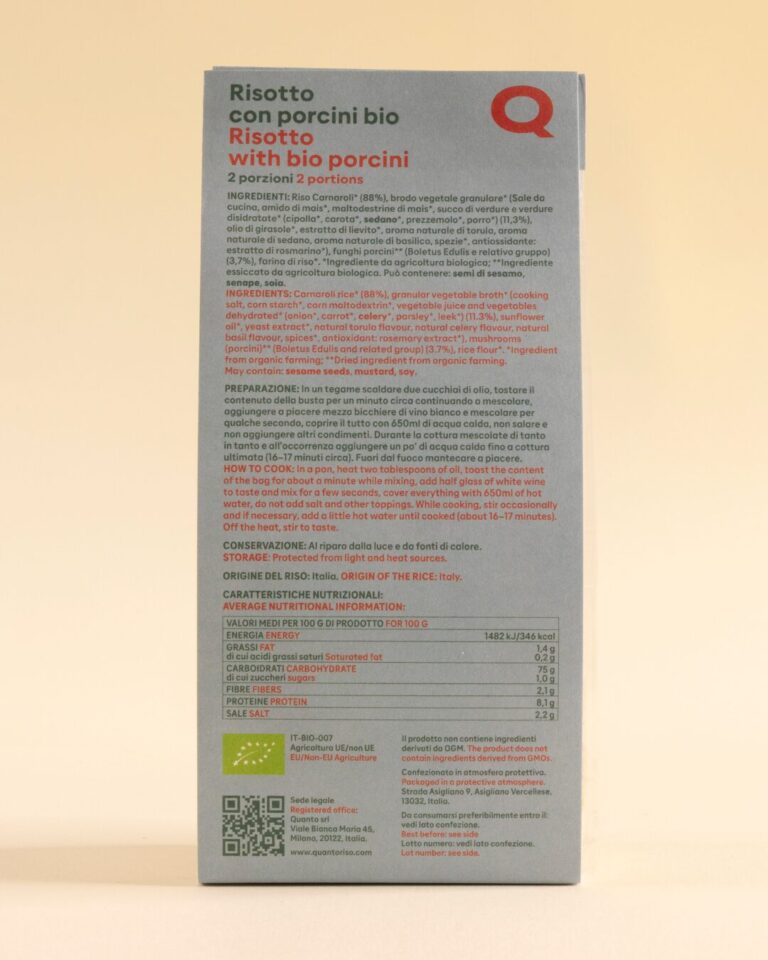 Risotto
con porcini bio
Risotto
with bio porcini
2 porzioni 2 portions
Q
INGREDIENTI: Riso Carnaroli* (88%), brodo vegetale granulare* (Sale da
cucina, amido di mais*, maltodestrine di mais*, succo di verdure e verdure
disidratate* (cipolla*, carota*, sedano*, prezzemolo*, porro*) (11,3%),
olio di girasole*, estratto di lievito*, aroma naturale di torula, aroma
naturale di sedano, aroma naturale di basilico, spezie*, antiossidante:
estratto di rosmarino*), funghi porcini** (Boletus Edulis e relativo gruppo)
(3,7%), farina di riso*. *Ingrediente da agricoltura biologica; **Ingrediente
essiccato da agricoltura biologica. Può contenere: semi di sesamo,
senape, soia.
INGREDIENTS: Carnaroli rice* (88%), granular vegetable broth* (cooking
salt, corn starch*, corn maltodextrin*, vegetable juice and vegetables
dehydrated* (onion*, carrot*, celery*, parsley*, leek*) (11.3%), sunflower
oil*, yeast extract*, natural torula flavour, natural celery flavour, natural
basil flavour, spices*, antioxidant: rosemary extract*), mushrooms
(porcini)** (Boletus Edulis and related group) (3.7%), rice flour*. *Ingredient
from organic farming; **Dried ingredient from organic farming.
May contain: sesame seeds, mustard, soy.
PREPARAZIONE: In un tegame scaldare due cucchiai di olio, tostare il
contenuto della busta per un minuto circa continuando a mescolare,
aggiungere a piacere mezzo bicchiere di vino bianco e mescolare per
qualche secondo, coprire il tutto con 650ml di acqua calda, non salare e
non aggiungere altri condimenti. Durante la cottura mescolate di tanto
in tanto e all'occorrenza aggiungere un po' di acqua calda fino a cottura
ultimata (16-17 minuti circa). Fuori dal fuoco mantecare a piacere.
HOW TO COOK: In a pan, heat two tablespoons of oil, toast the content
of the bag for about a minute while mixing, add half glass of white wine
to taste and mix for a few seconds, cover everything with 650ml of hot
water, do not add salt and other toppings. While cooking, stir occasionally
and if necessary, add a little hot water until cooked (about 16-17 minutes).
Off the heat, stir to taste.
CONSERVAZIONE: Al riparo dalla luce e da fonti di calore.
STORAGE: Protected from light and heat sources.
ORIGINE DEL RISO: Italia. ORIGIN OF THE RICE: Italy.
CARATTERISTICHE NUTRIZIONALI:
AVERAGE NUTRITIONAL INFORMATION:
VALORI MEDI PER 100 G DI PRODOTTO FOR 100 G
ENERGIA ENERGY 1482 kJ/346 kcal
GRASSI FAT 1,4 g
di cui acidi grassi saturi Saturated fat 0,2 g
CARBOIDRATI CARBOHYDRATE 75 g
di cui zuccheri sugars 1,0 g
FIBRE FIBERS 2,1 g
PROTEINE PROTEIN 8,1 g
SALE SALT 2,2 g
IT-BIO-007
Agricoltura UE/non UE
EU/Non-EU Agriculture
Sede legale
Registered office:
Quanto srl
Viale Bianca Maria 45,
Milano, 20122, Italia.
www.quantoriso.com
Il prodotto non contiene ingredienti
derivati da OGM. The product does not
contain ingredients derived from GMOs.
Confezionato in atmosfera protettiva.
Packaged in a protective atmosphere.
Strada Asigliano 9, Asigliano Vercellese,
13032, Italia.
Da consumarsi preferibilmente entro il:
vedi lato confezione.
Best before: see side
Lotto numero: vedi lato confezione.
Lot number: see side.